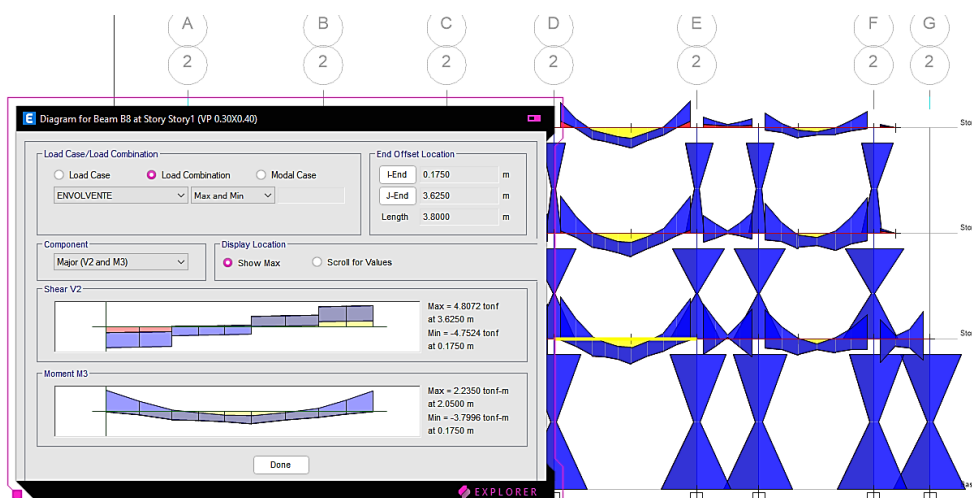 A B C D E F G
2 2 2 2 2 2 2
E Diagram for Beam B8 at Story Story1 (VP 0.30X0.40)
Load Case/Load Combination
Load Case Load Combination Modal Case
ENVOLVENTE Max and Min
End Offset Location
I-End 0.1750 m
J-End 3.6250 m
Length 3.8000 m
Component
Major (V2 and M3)
Display Location
Show Max Scroll for Values
Shear V2
Max = 4.8072 tonf
at 3.6250 m
Min = -4.7524 tonf
at 0.1750 m
Moment M3
Max = 2.2350 tonf-m
at 2.0500 m
Min = -3.7996 tonf-m
at 0.1750 m
Done
EXPLORER
Sto
Sto
Sto